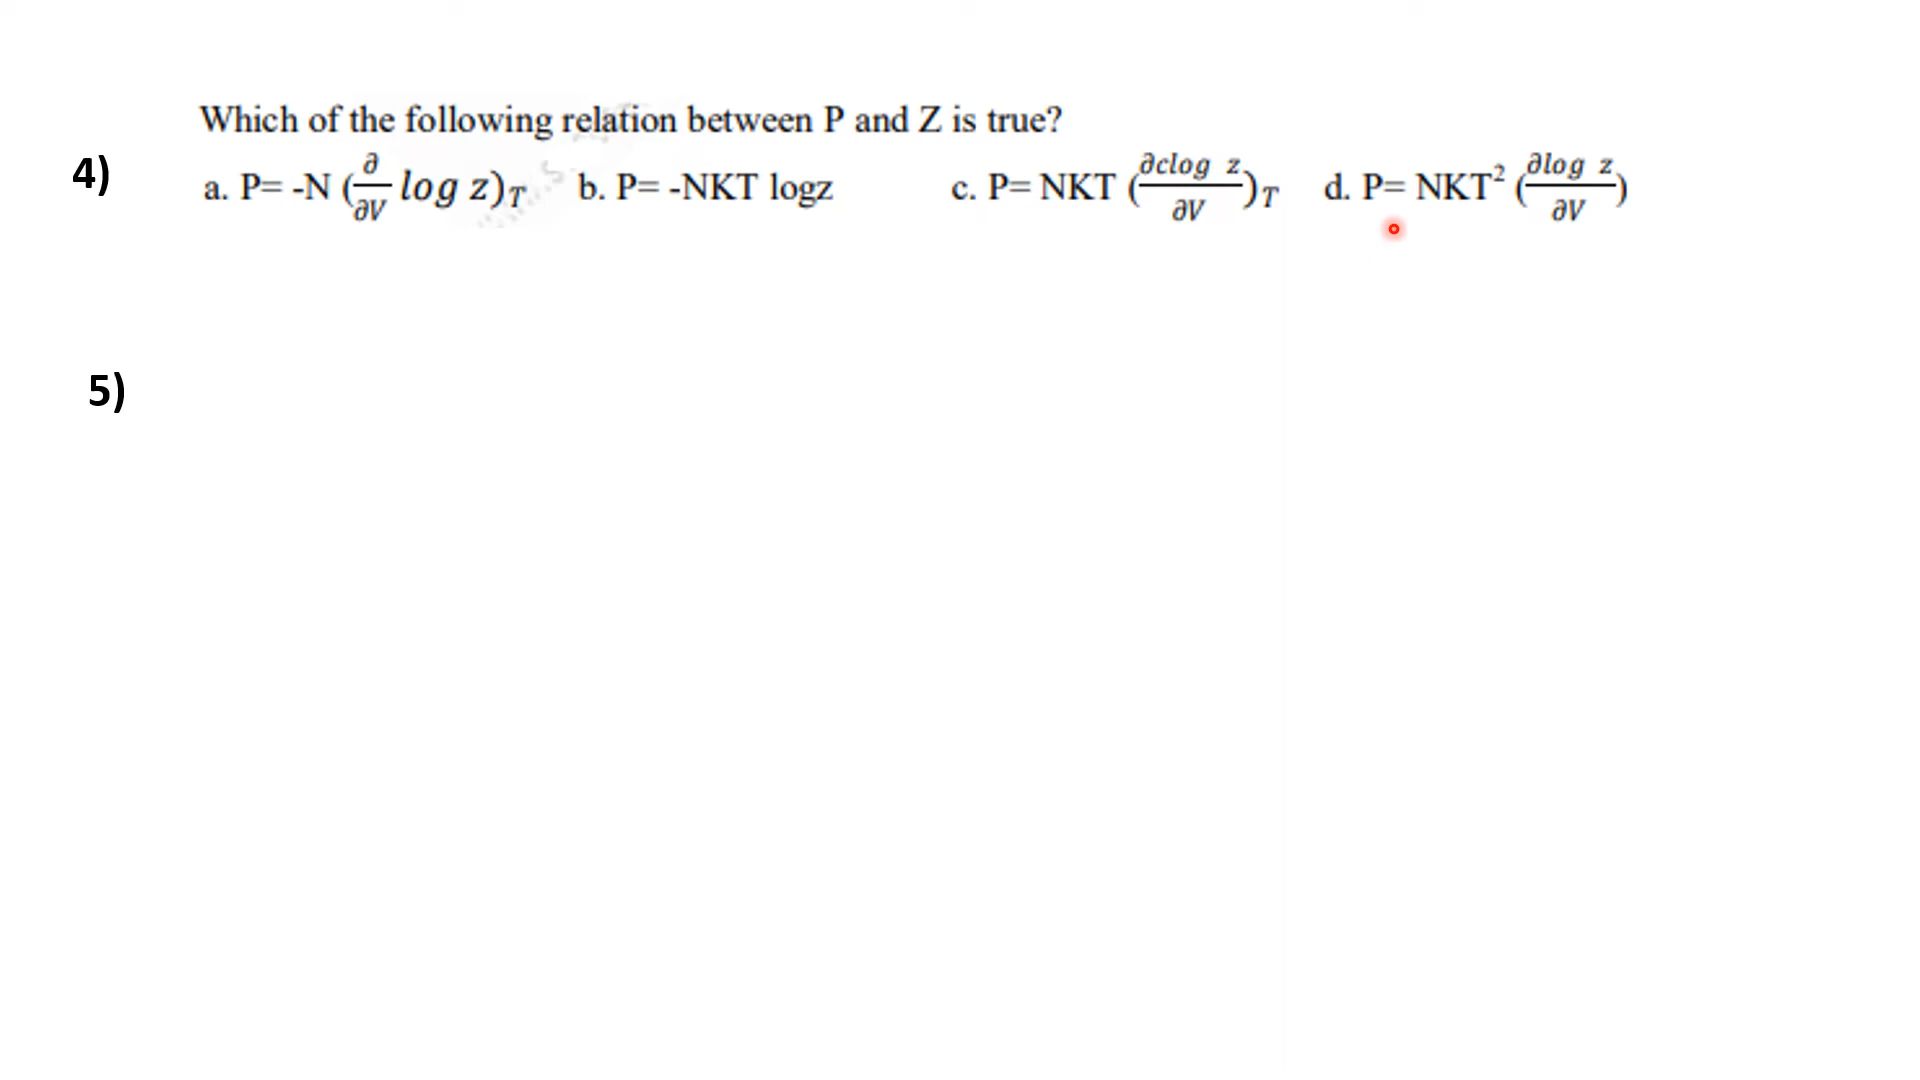 Which of the following relation between P and Z is true?
4) a. P= -N (∂/∂V log z)T b. P= -NKT logz c. P= NKT (∂clog z/∂V)T d. P= NKT² (∂log z/∂V)
5)